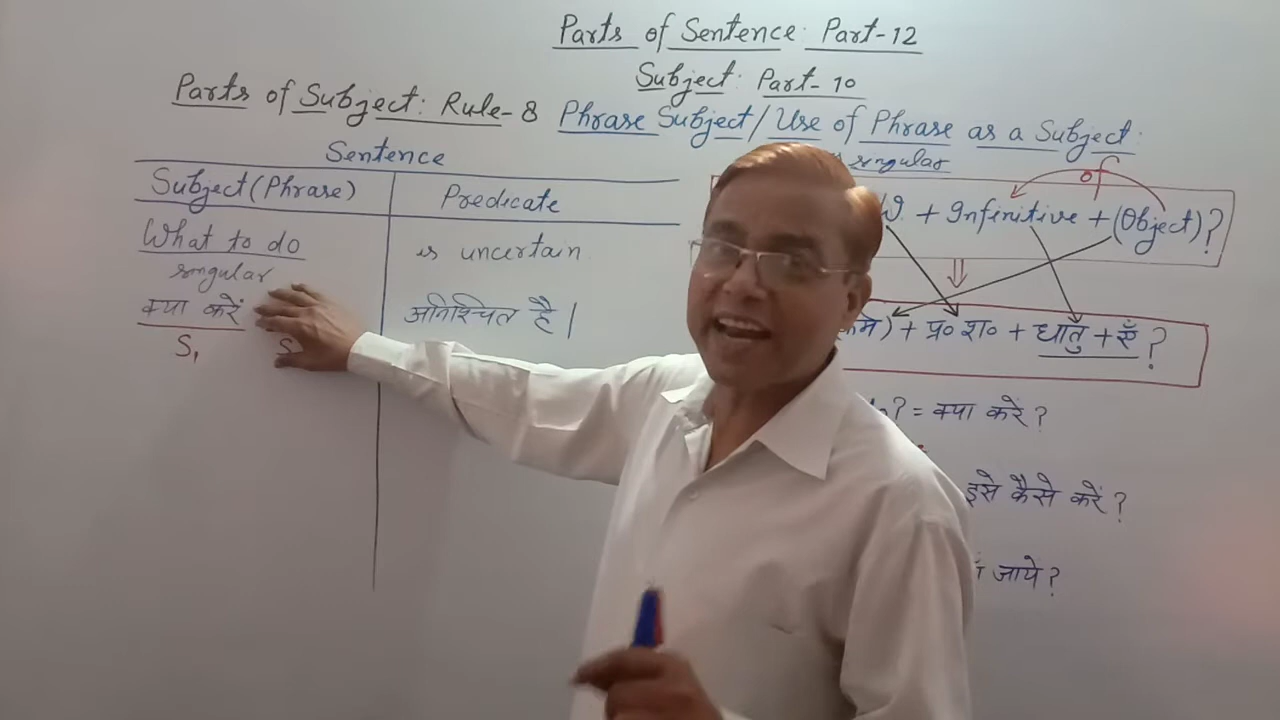 Parts of Sentence: Part-12
Subject: Part-10
Parts of Subject: Rule-8 Phrase Subject/Use of Phrase as a Subject:
Sentence
singular
Subject (Phrase) Predicate
of
W. + Infinitive + (Object)?
What to do is uncertain.
singular
क्या करें अनिश्चित है।
+ प्र० श० + धातु + एँ ?
S₁ S
? = क्या करें ?
इसे कैसे करें ?
जायें ?